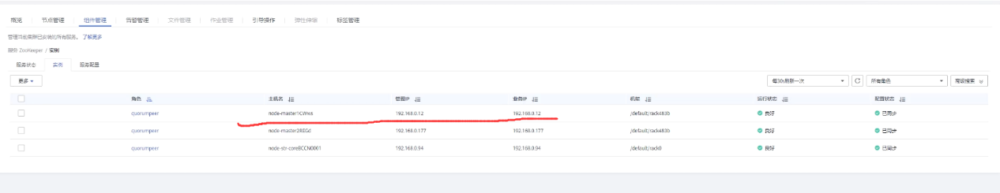 概览 节点管理 组件管理 告警管理 文件管理 作业管理 引导操作 弹性伸缩 标签管理
管理当前集群已安装的所有服务。 了解更多
服务 ZooKeeper / 实例
服务状态 实例 服务配置
更多 每30s刷新一次 所有角色 高级搜索
角色 主机名 管理IP 业务IP 机架 运行状态 配置状态
quorumpeer node-master1CWws 192.168.0.12 192.168.0.12 /default/rack483b 良好 已同步
quorumpeer 192.168.0.177 192.168.0.177 /default/rack483b 良好 已同步
quorumpeer node-str-coreBCCN0001 192.168.0.94 192.168.0.94 /default/rack0 良好 已同步